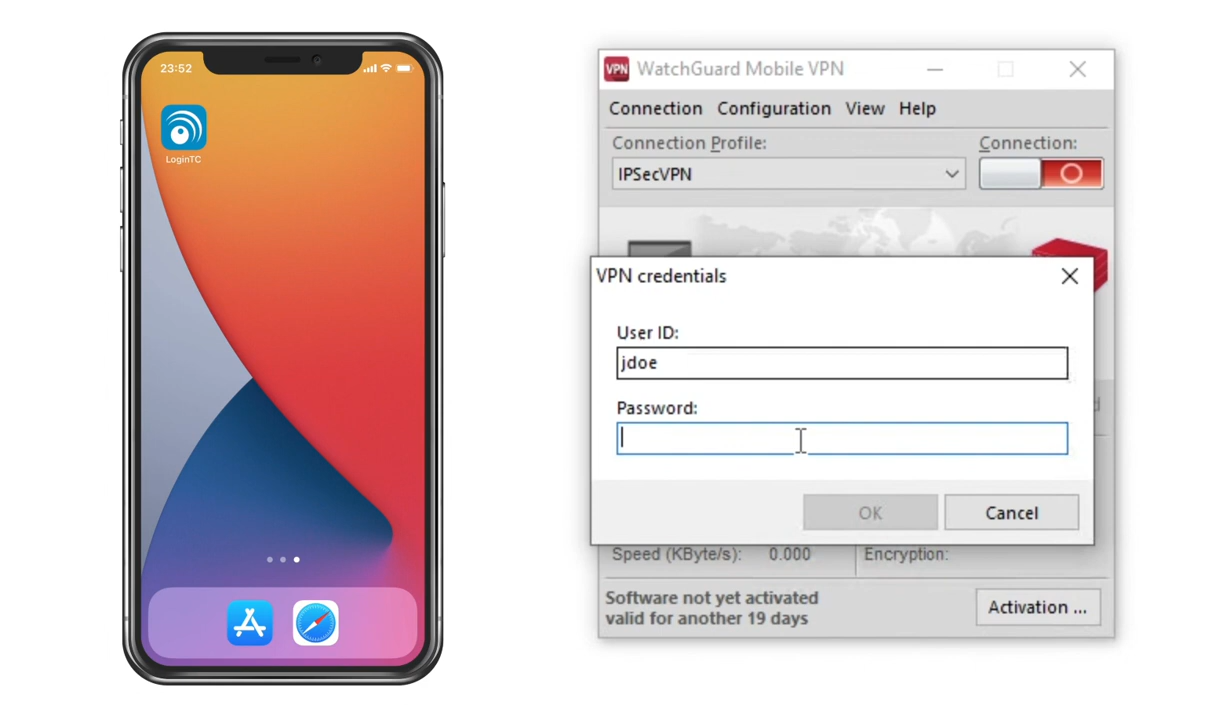 23:52
LoginTC
VPN WatchGuard Mobile VPN
Connection Configuration View Help
Connection Profile: Connection:
IPSecVPN
VPN credentials
User ID:
jdoe
Password:
OK Cancel
Speed (KByte/s): 0.000 Encryption:
Software not yet activated
valid for another 19 days
Activation ...